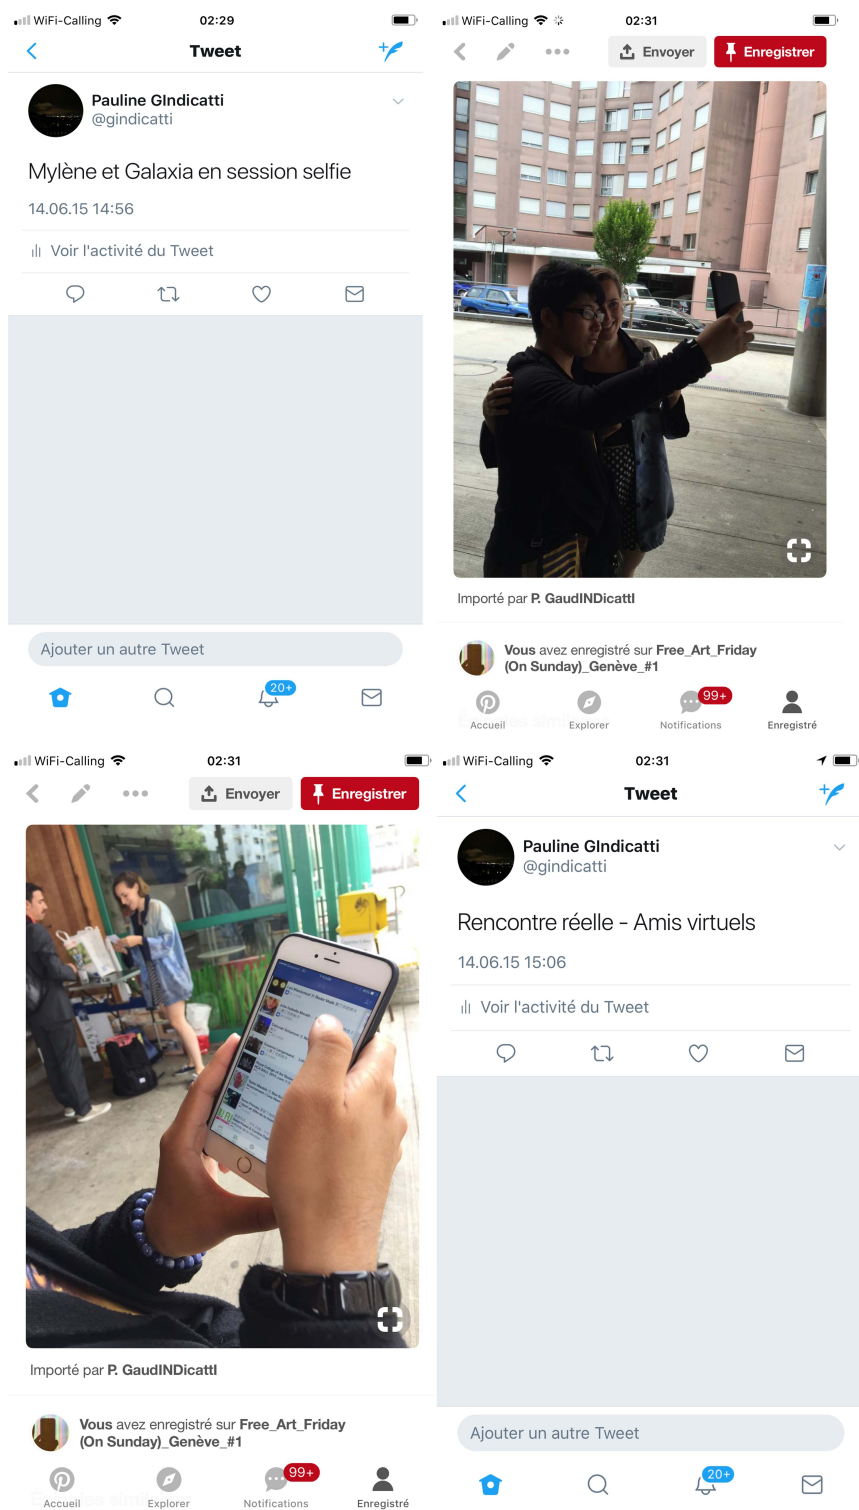 WiFi-Calling 02:29
Tweet
Pauline GIndicatti
@gindicatti
Mylène et Galaxia en session selfie
14.06.15 14:56
Voir l'activité du Tweet
Ajouter un autre Tweet
20+
WiFi-Calling 02:31
Envoyer
Enregistrer
Importé par P. GaudINDicattI
Vous avez enregistré sur Free_Art_Friday
(On Sunday)_Genève_#1
99+
Accueil Explorer Notifications Enregistré
WiFi-Calling 02:31
Envoyer
Enregistrer
Importé par P. GaudINDicattI
Vous avez enregistré sur Free_Art_Friday
(On Sunday)_Genève_#1
99+
Accueil Explorer Notifications Enregistré
WiFi-Calling 02:31
Tweet
Pauline GIndicatti
@gindicatti
Rencontre réelle - Amis virtuels
14.06.15 15:06
Voir l'activité du Tweet
Ajouter un autre Tweet
20+